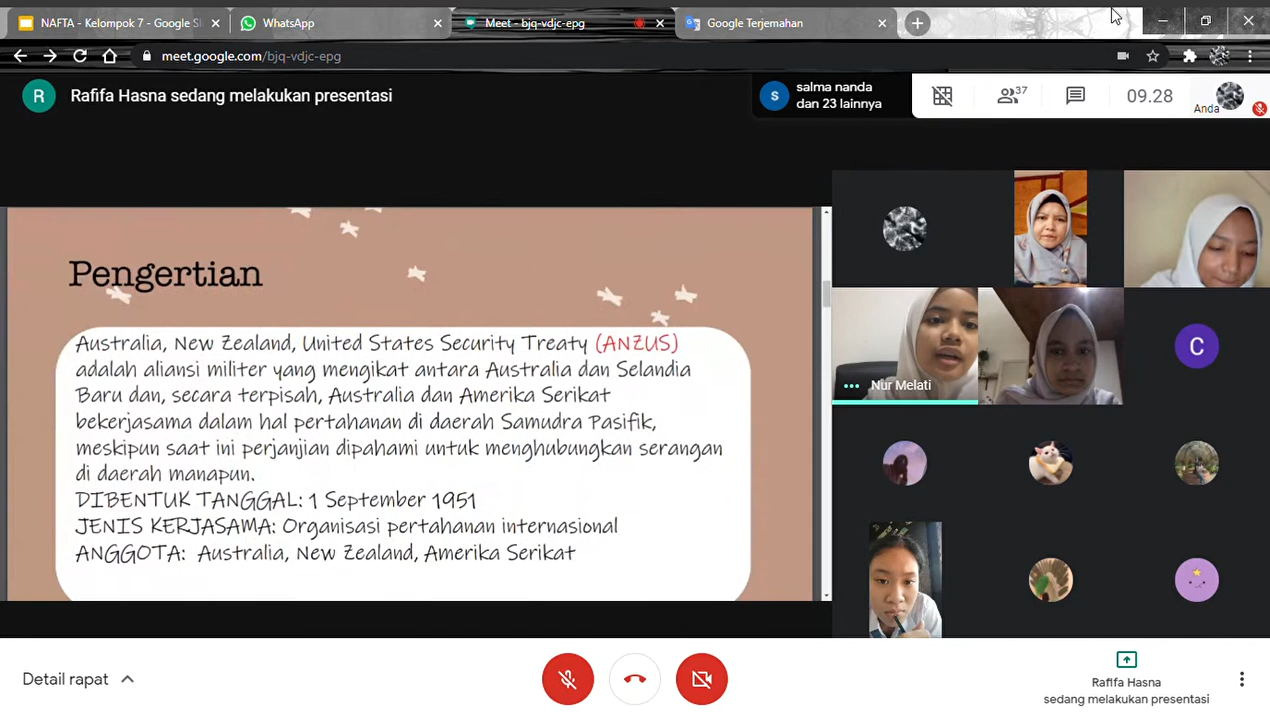 NAFTA - Kelompok 7 - Google Sl
WhatsApp
Meet - bjq-vdjc-epg
Google Terjemahan
meet.google.com/bjq-vdjc-epg
R
Rafifa Hasna sedang melakukan presentasi
s
salma nanda
dan 23 lainnya
37
09.28
Anda
Pengertian
Australia, New Zealand, United States Security Treaty (ANZUS)
adalah aliansi militer yang mengikat antara Australia dan Selandia
Baru dan, secara terpisah, Australia dan Amerika Serikat
bekerjasama dalam hal pertahanan di daerah Samudra Pasifik,
meskipun saat ini perjanjian dipahami untuk menghubungkan serangan
di daerah manapun.
DIBENTUK TANGGAL: 1 September 1951
JENIS KERJASAMA: Organisasi pertahanan internasional
ANGGOTA: Australia, New Zealand, Amerika Serikat
Nur Melati
C
Detail rapat
Rafifa Hasna
sedang melakukan presentasi